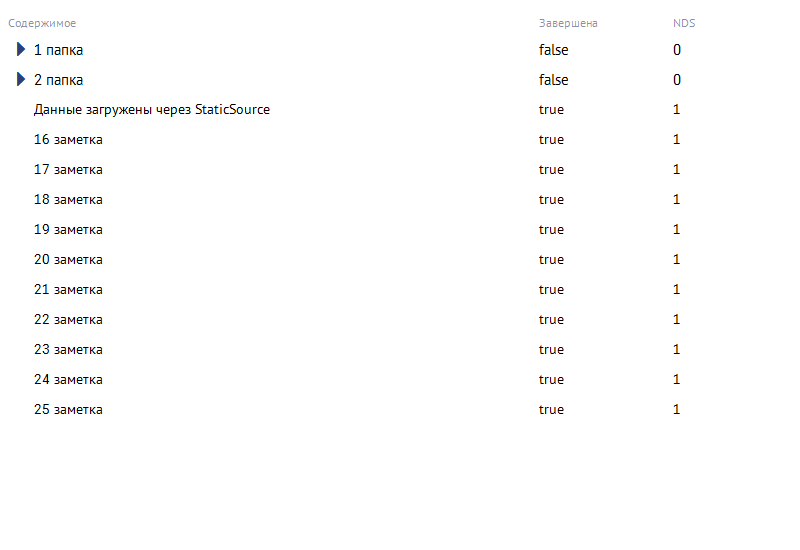 Содержимое Завершена NDS
1 папка false 0
2 папка false 0
Данные загружены через StaticSource true 1
16 заметка true 1
17 заметка true 1
18 заметка true 1
19 заметка true 1
20 заметка true 1
21 заметка true 1
22 заметка true 1
23 заметка true 1
24 заметка true 1
25 заметка true 1